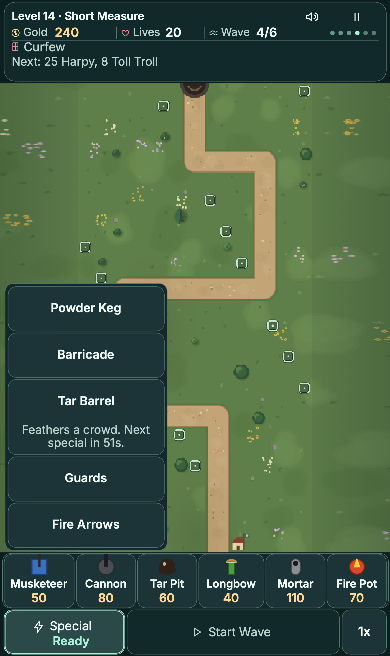 Level 14 · Short Measure
Gold 240 Lives 20 Wave 4/6
Curfew
Next: 25 Harpy, 8 Toll Troll
Powder Keg
Barricade
Tar Barrel
Feathers a crowd. Next
special in 51s.
Guards
Fire Arrows
Musketeer Cannon Tar Pit Longbow Mortar Fire Pot
50 80 60 40 110 70
Special
Ready
Start Wave
1x